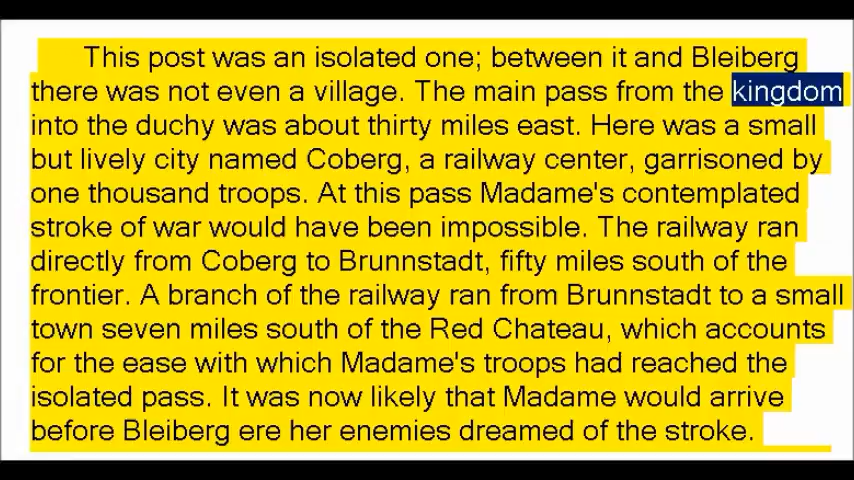 This post was an isolated one; between it and Bleiberg
there was not even a village. The main pass from the kingdom
into the duchy was about thirty miles east. Here was a small
but lively city named Coberg, a railway center, garrisoned by
one thousand troops. At this pass Madame's contemplated
stroke of war would have been impossible. The railway ran
directly from Coberg to Brunnstadt, fifty miles south of the
frontier. A branch of the railway ran from Brunnstadt to a small
town seven miles south of the Red Chateau, which accounts
for the ease with which Madame's troops had reached the
isolated pass. It was now likely that Madame would arrive
before Bleiberg ere her enemies dreamed of the stroke.